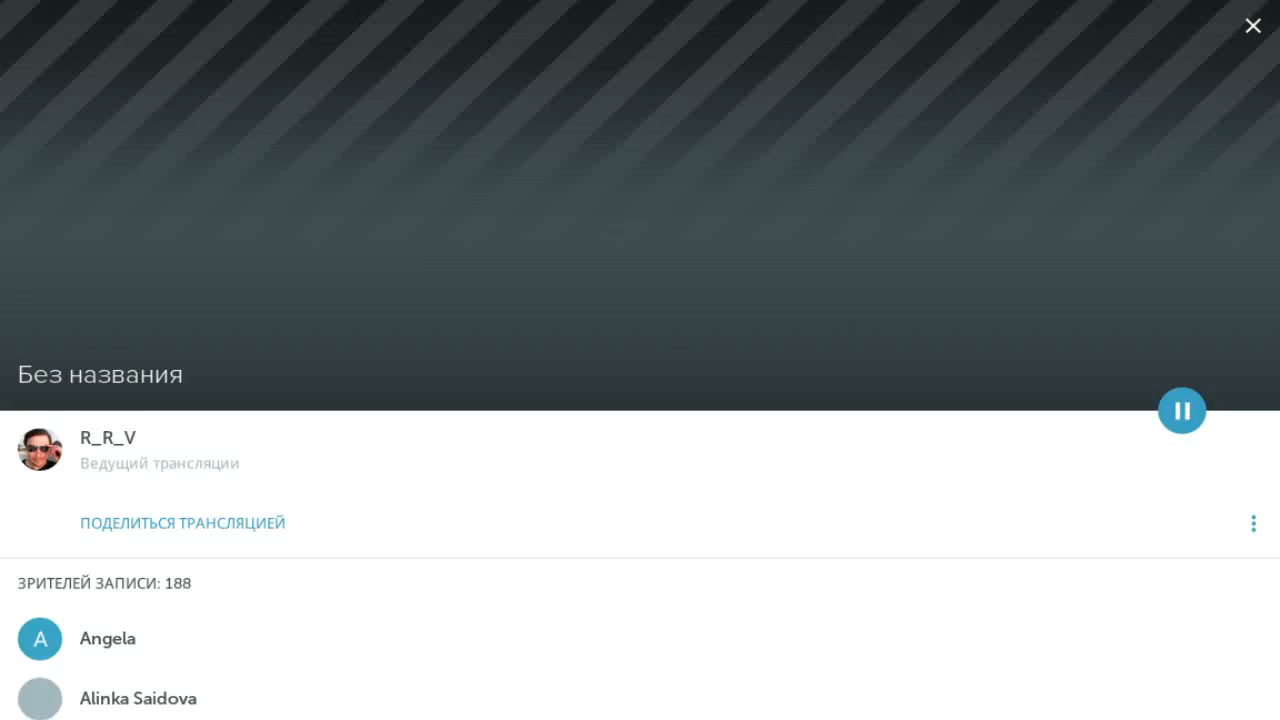 Без названия
R_R_V
Ведущий трансляции
ПОДЕЛИТЬСЯ ТРАНСЛЯЦИЕЙ
ЗРИТЕЛЕЙ ЗАПИСИ: 188
A
Angela
Alinka Saidova